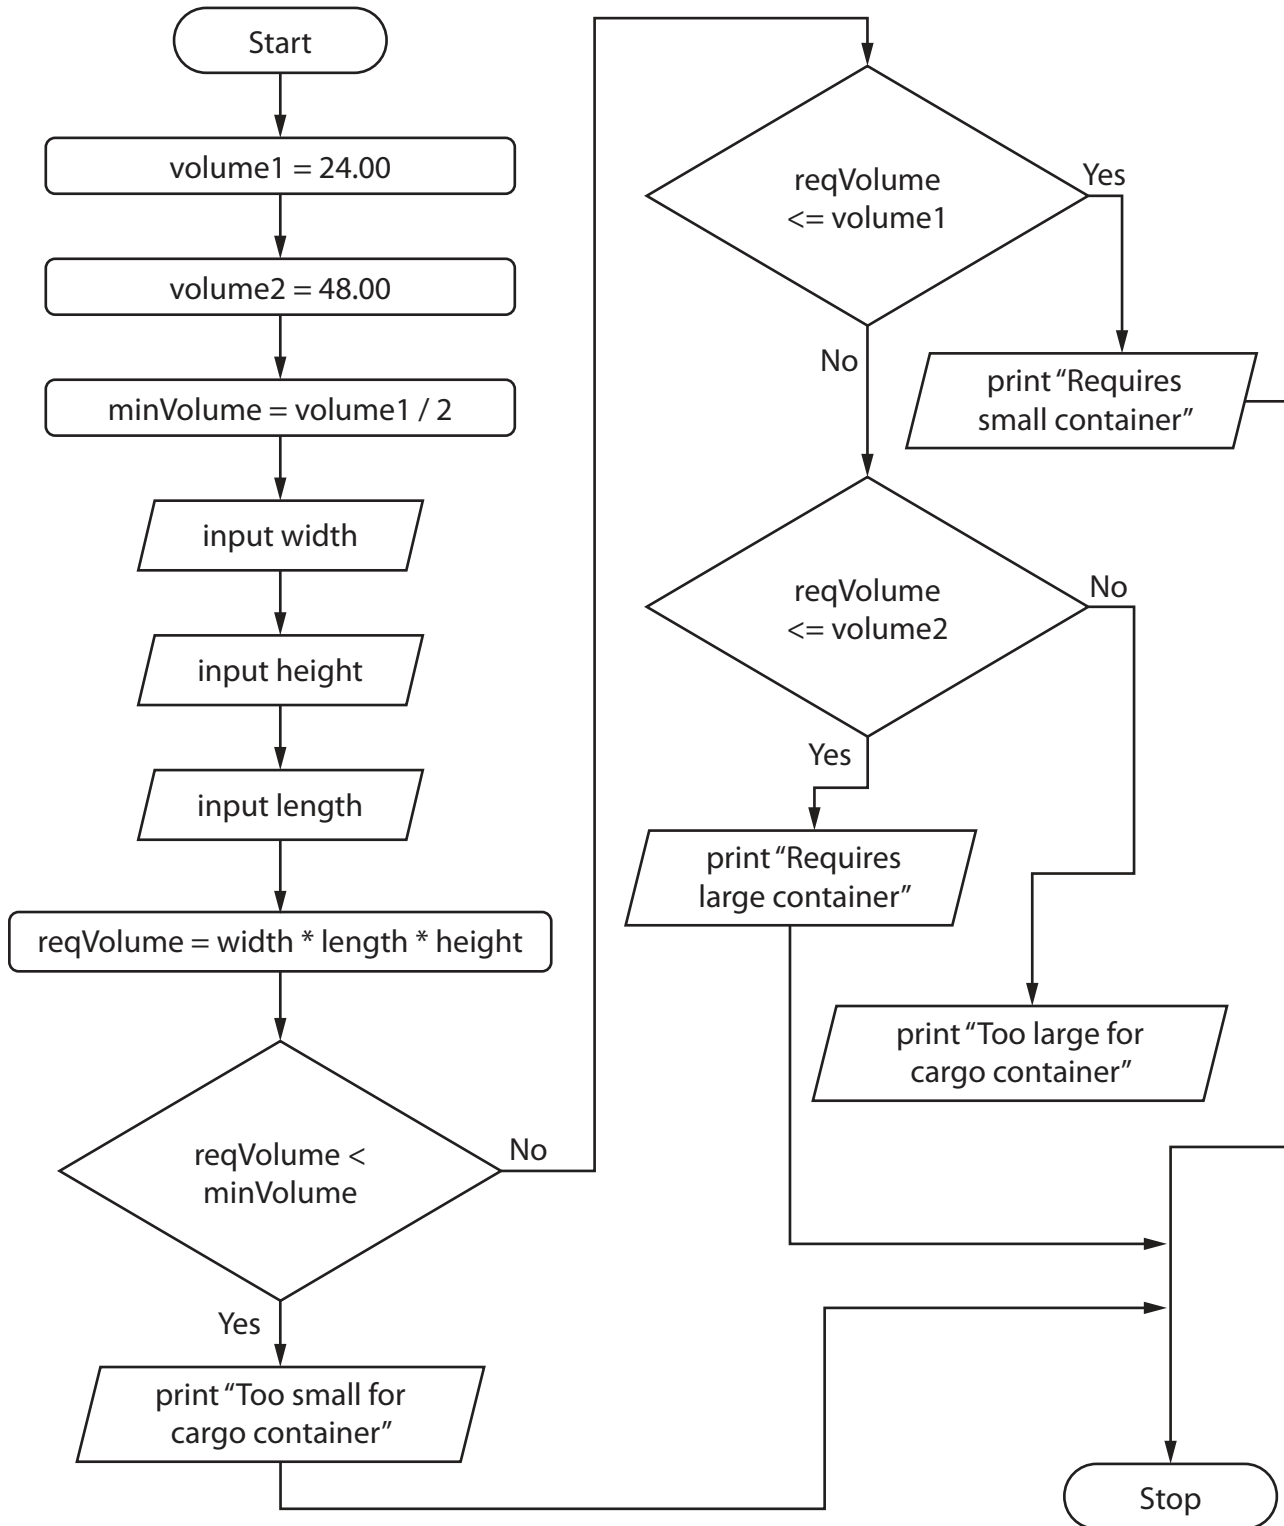 Start
volume1 = 24.00
volume2 = 48.00
minVolume = volume1 / 2
input width
input height
input length
reqVolume = width * length * height
reqVolume <
minVolume
No
Yes
print “Too small for
cargo container”
reqVolume
<= volume1
Yes
No
print “Requires
small container”
reqVolume
<= volume2
No
Yes
print “Requires
large container”
print “Too large for
cargo container”
Stop